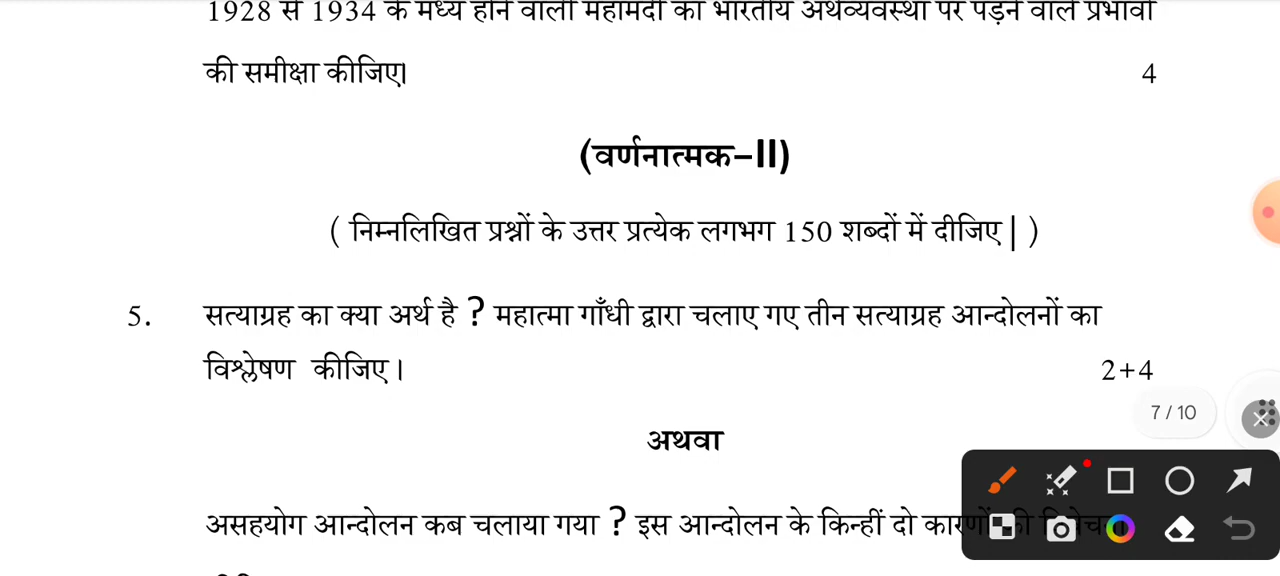 1928 से 1934 के मध्य होने वाली महामंदी का भारतीय अर्थव्यवस्था पर पड़ने वाले प्रभावों
की समीक्षा कीजिए। 4
(वर्णनात्मक–II)
( निम्नलिखित प्रश्नों के उत्तर प्रत्येक लगभग 150 शब्दों में दीजिए | )
5. सत्याग्रह का क्या अर्थ है ? महात्मा गाँधी द्वारा चलाए गए तीन सत्याग्रह आन्दोलनों का
विश्लेषण कीजिए । 2+4
7 / 10
अथवा
असहयोग आन्दोलन कब चलाया गया ? इस आन्दोलन के किन्हीं दो कारणों की